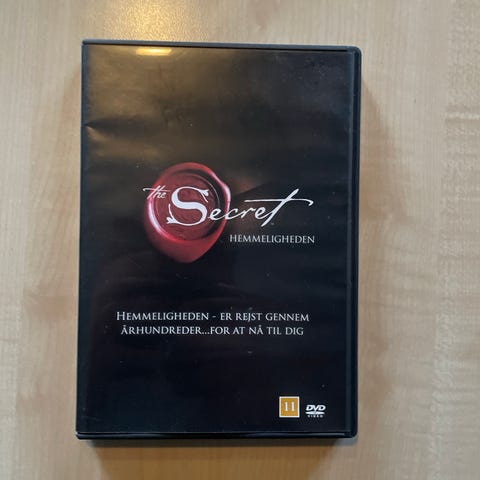 the Secret
HEMMELIGHEDEN
HEMMELIGHEDEN - ER REJST GENNEM
ÅRHUNDREDER...FOR AT NÅ TIL DIG
11
DVD
VIDEO